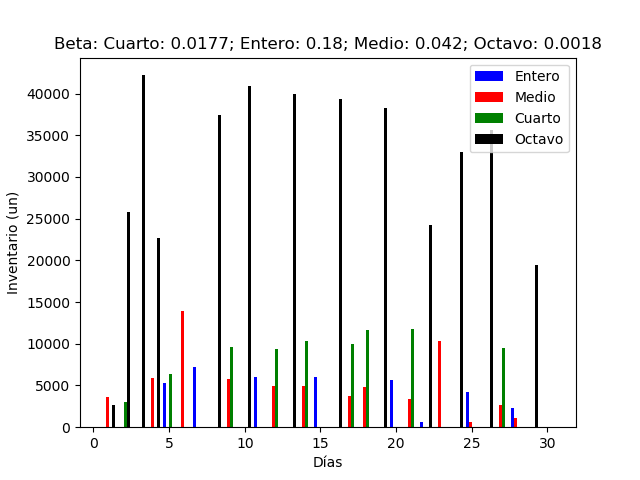 Beta: Cuarto: 0.0177; Entero: 0.18; Medio: 0.042; Octavo: 0.0018
Entero
Medio
Cuarto
Octavo
40000
35000
30000
25000
20000
15000
10000
5000
0
Inventario (un)
0 5 10 15 20 25 30
Días